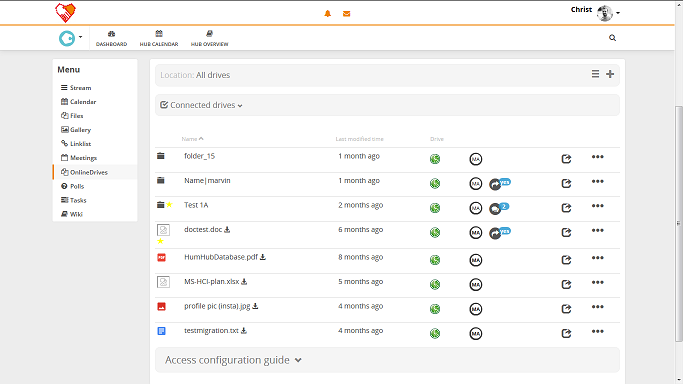 Christ
DASHBOARD
HUB CALENDAR
HUB OVERVIEW
Menu
Stream
Calendar
Files
Gallery
Linklist
Meetings
OnlineDrives
Polls
Tasks
Wiki
Location: All drives
Connected drives
Name Last modified time Drive
folder_15 1 month ago MA
Name|marvin 1 month ago MA
Test 1A 2 months ago MA 2
doctest.doc 6 months ago MA
HumHubDatabase.pdf 8 months ago MA
MS-HCI-plan.xlsx 5 months ago MA
profile pic (insta).jpg 4 months ago MA
testmigration.txt 4 months ago MA
Access configuration guide